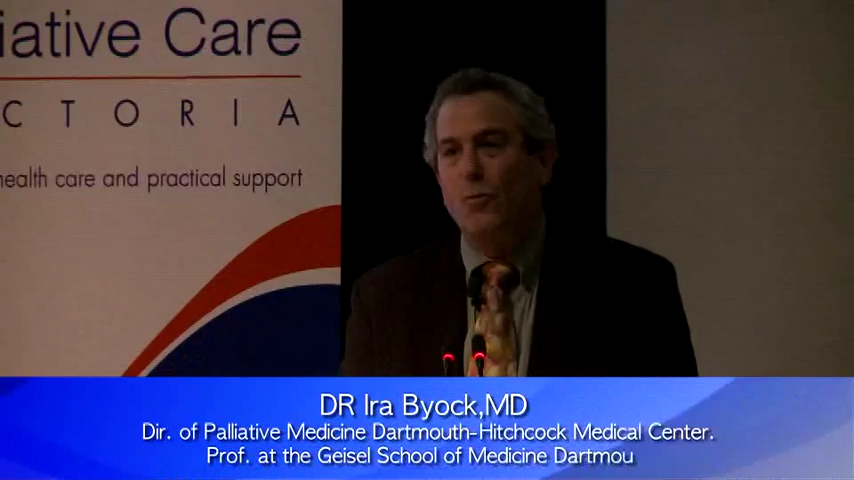 iative Care
CTORIA
health care and practical support
DR Ira Byock,MD
Dir. of Palliative Medicine Dartmouth-Hitchcock Medical Center.
Prof. at the Geisel School of Medicine Dartmou